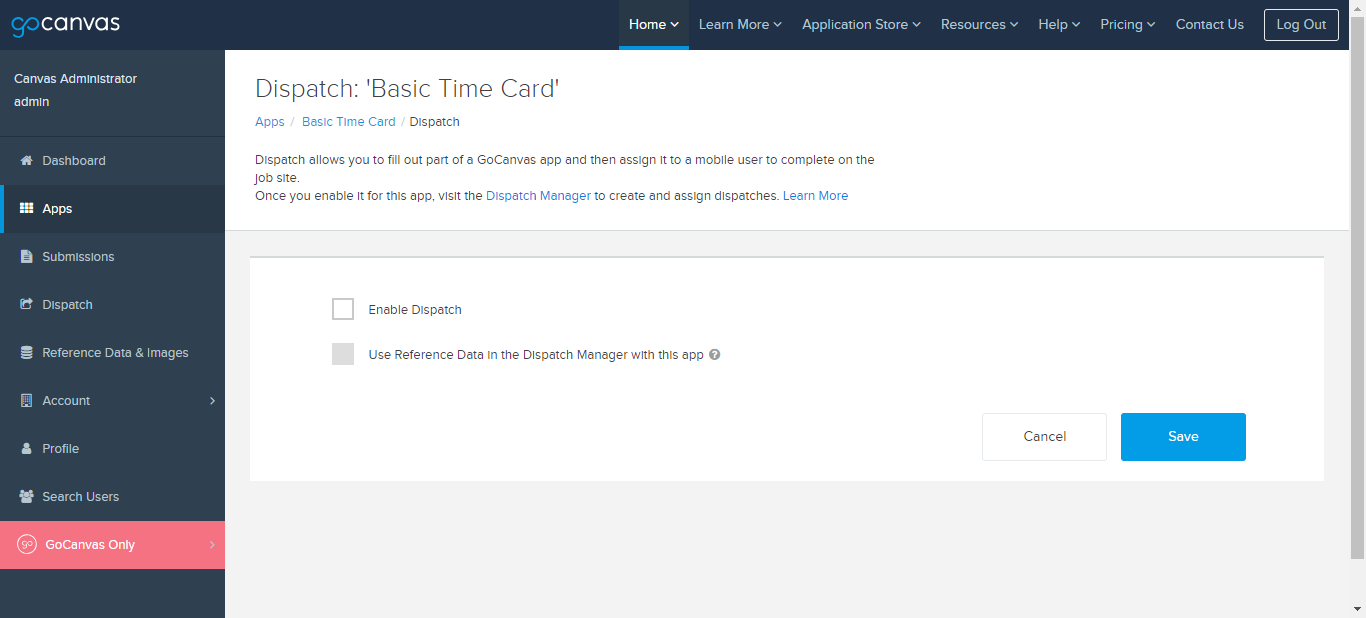 gocanvas
Home Learn More Application Store Resources Help Pricing Contact Us Log Out
Canvas Administrator
admin
Dashboard
Apps
Submissions
Dispatch
Reference Data & Images
Account
Profile
Search Users
go GoCanvas Only
Dispatch: 'Basic Time Card'
Apps / Basic Time Card / Dispatch
Dispatch allows you to fill out part of a GoCanvas app and then assign it to a mobile user to complete on the
job site.
Once you enable it for this app, visit the Dispatch Manager to create and assign dispatches. Learn More
Enable Dispatch
Use Reference Data in the Dispatch Manager with this app ?
Cancel Save